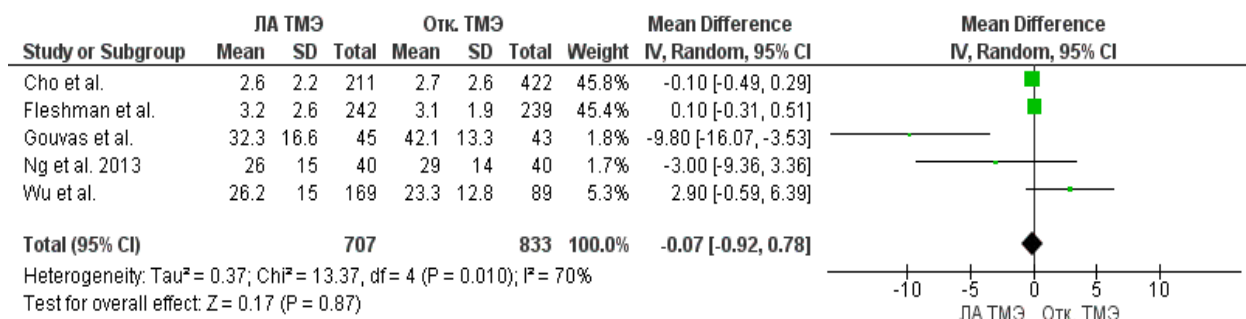 ЛА ТМЭ Отк. ТМЭ Mean Difference Mean Difference
Study or Subgroup Mean SD Total Mean SD Total Weight IV, Random, 95% CI IV, Random, 95% CI
Cho et al. 2.6 2.2 211 2.7 2.6 422 45.8% -0.10 [-0.49, 0.29]
Fleshman et al. 3.2 2.6 242 3.1 1.9 239 45.4% 0.10 [-0.31, 0.51]
Gouvas et al. 32.3 16.6 45 42.1 13.3 43 1.8% -9.80 [-16.07, -3.53]
Ng et al. 2013 26 15 40 29 14 40 1.7% -3.00 [-9.36, 3.36]
Wu et al. 26.2 15 169 23.3 12.8 89 5.3% 2.90 [-0.59, 6.39]
Total (95% CI) 707 833 100.0% -0.07 [-0.92, 0.78]
Heterogeneity: Tau² = 0.37; Chi² = 13.37, df = 4 (P = 0.010); I² = 70%
Test for overall effect: Z = 0.17 (P = 0.87)
-10 -5 0 5 10
ЛА ТМЭ Отк. ТМЭ